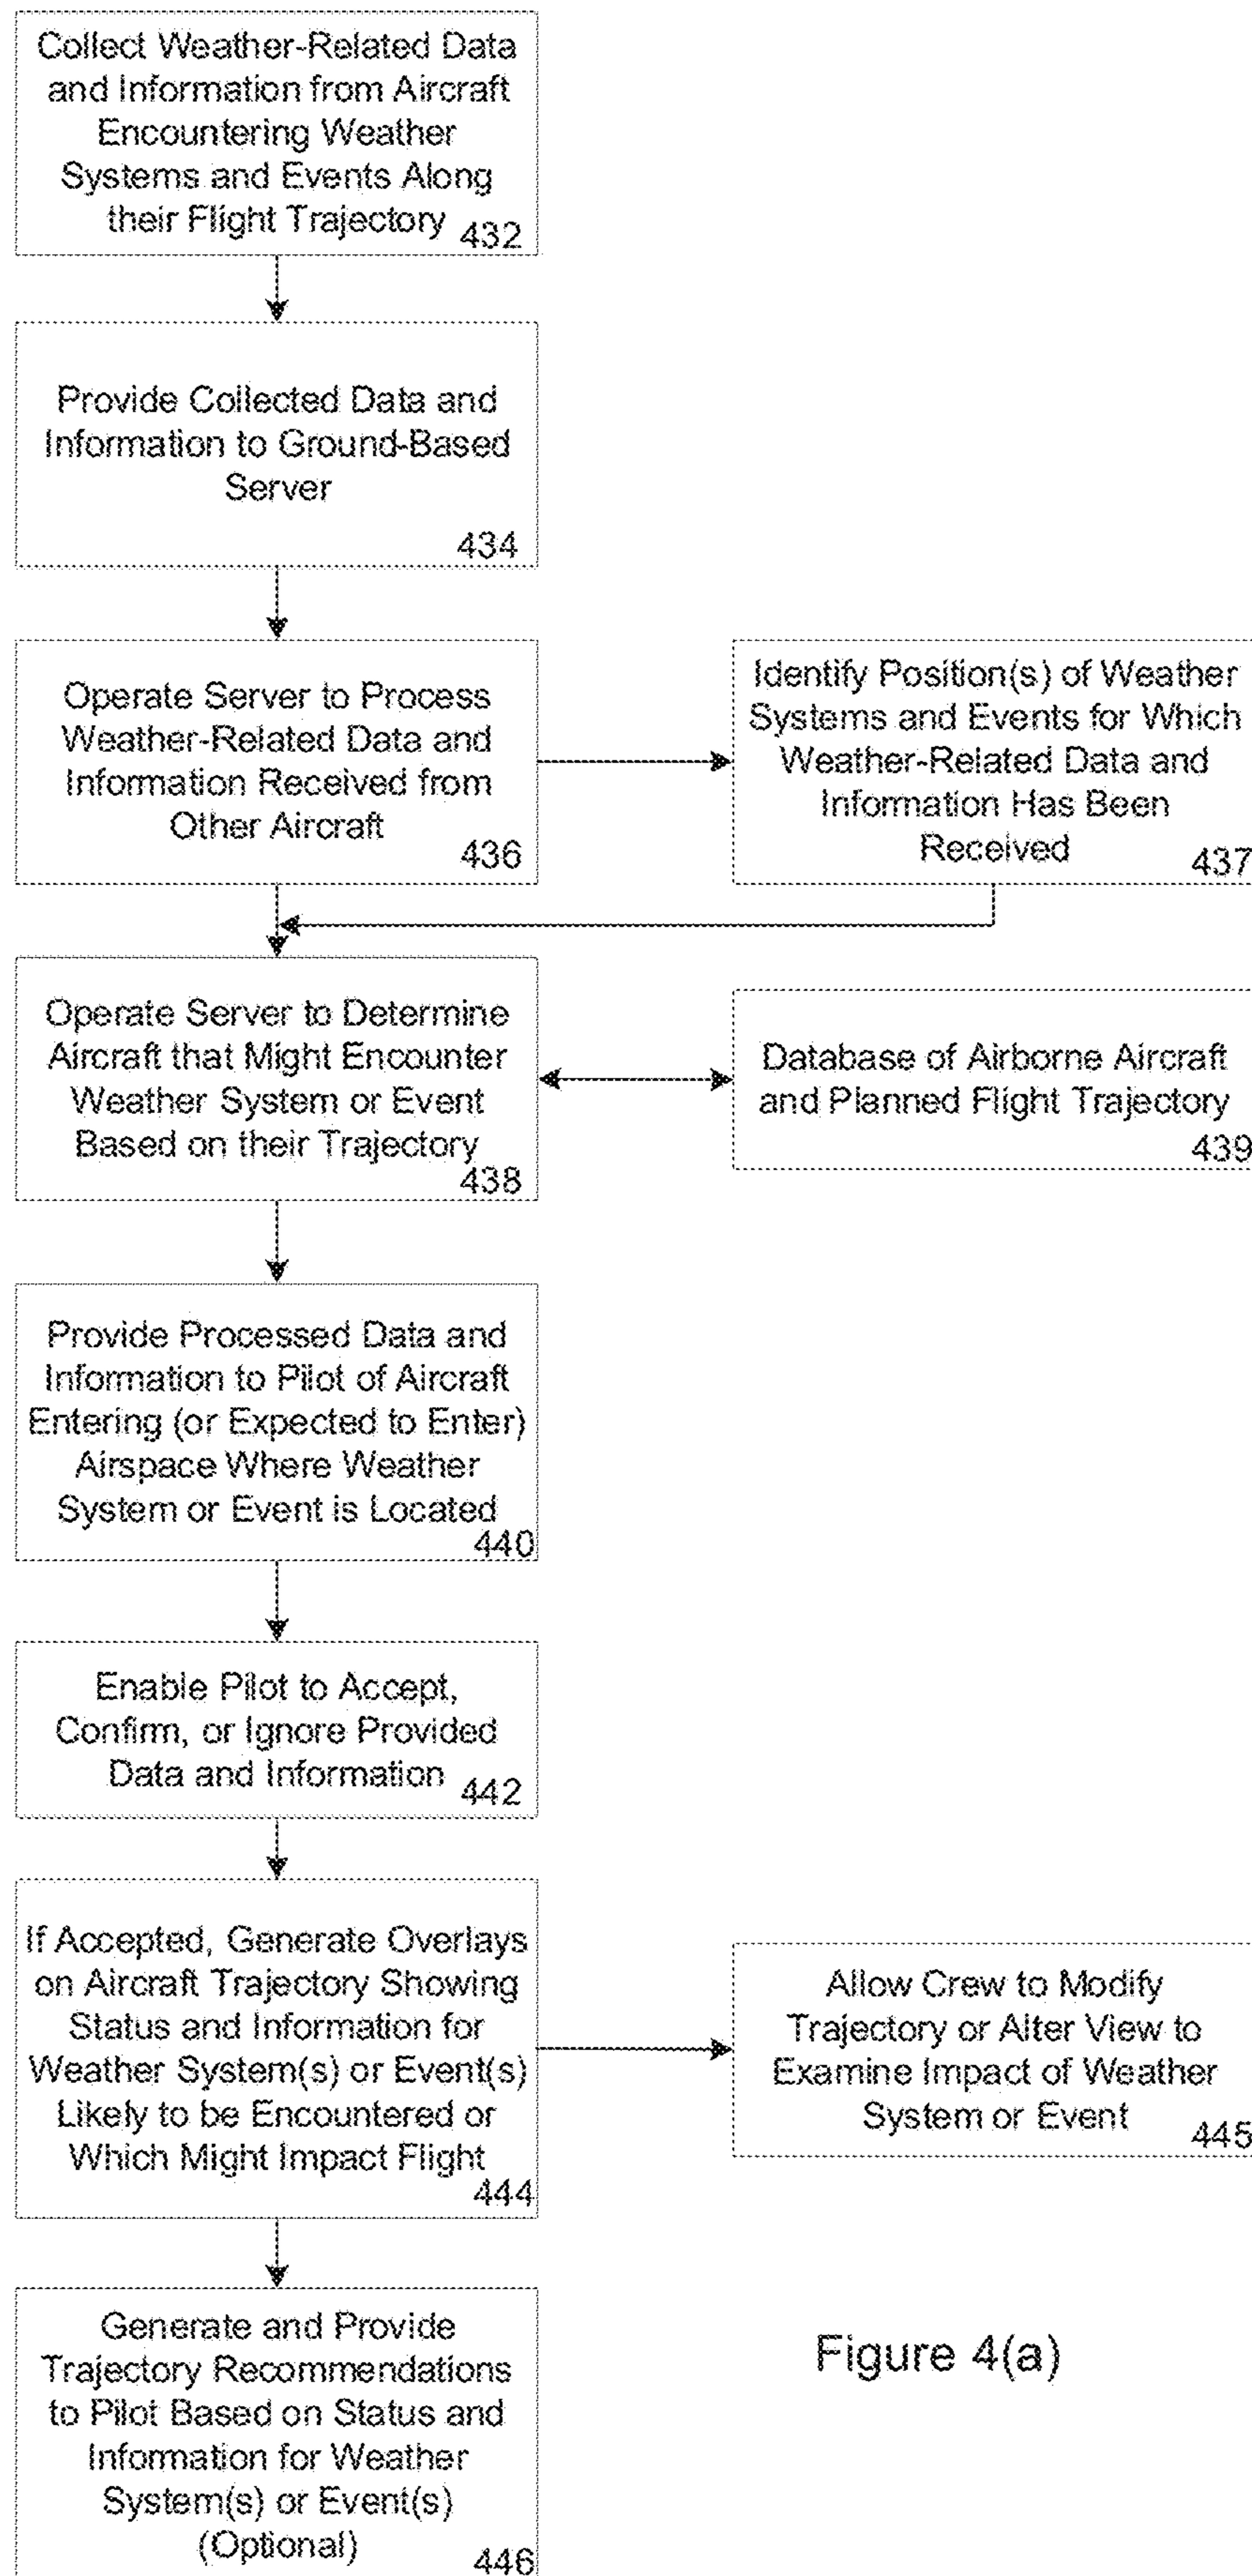 Collect Weather-Related Data
and Information from Aircraft
Encountering Weather
Systems and Events Along
their Flight Trajectory
432
Provide Collected Data and
Information to Ground-Based
Server
434
Operate Server to Process
Weather-Related Data and
Information Received from
Other Aircraft
436
Identify Position(s) of Weather
Systems and Events for Which
Weather-Related Data and
Information Has Been
Received
437
Operate Server to Determine
Aircraft that Might Encounter
Weather System or Event
Based on their Trajectory
438
Database of Airborne Aircraft
and Planned Flight Trajectory
439
Provide Processed Data and
Information to Pilot of Aircraft
Entering (or Expected to Enter)
Airspace Where Weather
System or Event is Located
440
Enable Pilot to Accept,
Confirm, or Ignore Provided
Data and Information
442
If Accepted, Generate Overlays
on Aircraft Trajectory Showing
Status and Information for
Weather System(s) or Event(s)
Likely to be Encountered or
Which Might Impact Flight
444
Allow Crew to Modify
Trajectory or Alter View to
Examine Impact of Weather
System or Event
445
Generate and Provide
Trajectory Recommendations
to Pilot Based on Status and
Information for Weather
System(s) or Event(s)
(Optional)
446
Figure 4(a)